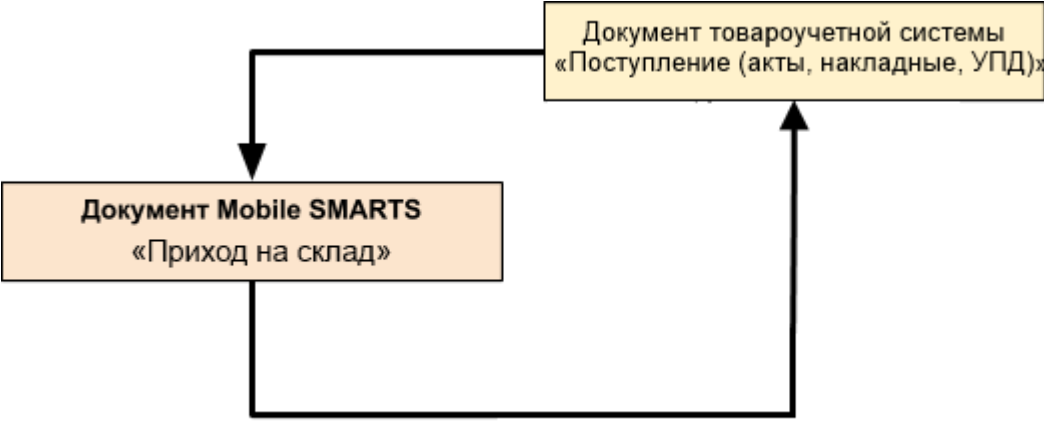 Документ товароучетной системы
«Поступление (акты, накладные, УПД)»
Документ Mobile SMARTS
«Приход на склад»